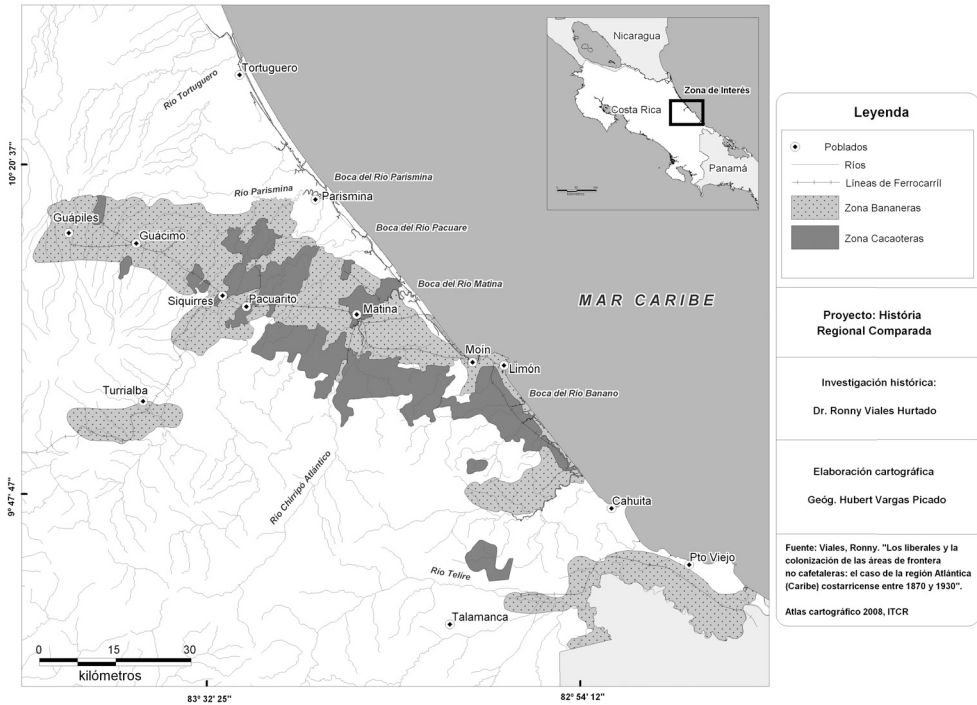 Nicaragua
Zona de Interés
Costa Rica
Panamá
Tortuguero
Río Tortuguero
10º 20' 37"
Boca del Río Parismina
Río Parismina
Parismina
Guápiles
Guácimo
Boca del Río Pacuare
Boca del Río Matina
Siquirres
Pacuarito
Matina
MAR CARIBE
Moín
Limón
Turrialba
Boca del Río Banano
Río Chirripó Atlántico
9º 47' 47"
Cahuita
Pto Viejo
Río Telire
Talamanca
0 15 30
kilómetros
83º 32' 25"
82º 54' 12"
Leyenda
Poblados
Ríos
Líneas de Ferrocarríl
Zona Bananeras
Zona Cacaoteras
Proyecto: História
Regional Comparada
Investigación histórica:
Dr. Ronny Viales Hurtado
Elaboración cartográfica
Geóg. Hubert Vargas Picado
Fuente: Viales, Ronny. "Los liberales y la
colonización de las áreas de frontera
no cafetaleras: el caso de la región Atlántica
(Caribe) costarricense entre 1870 y 1930".
Atlas cartográfico 2008, ITCR